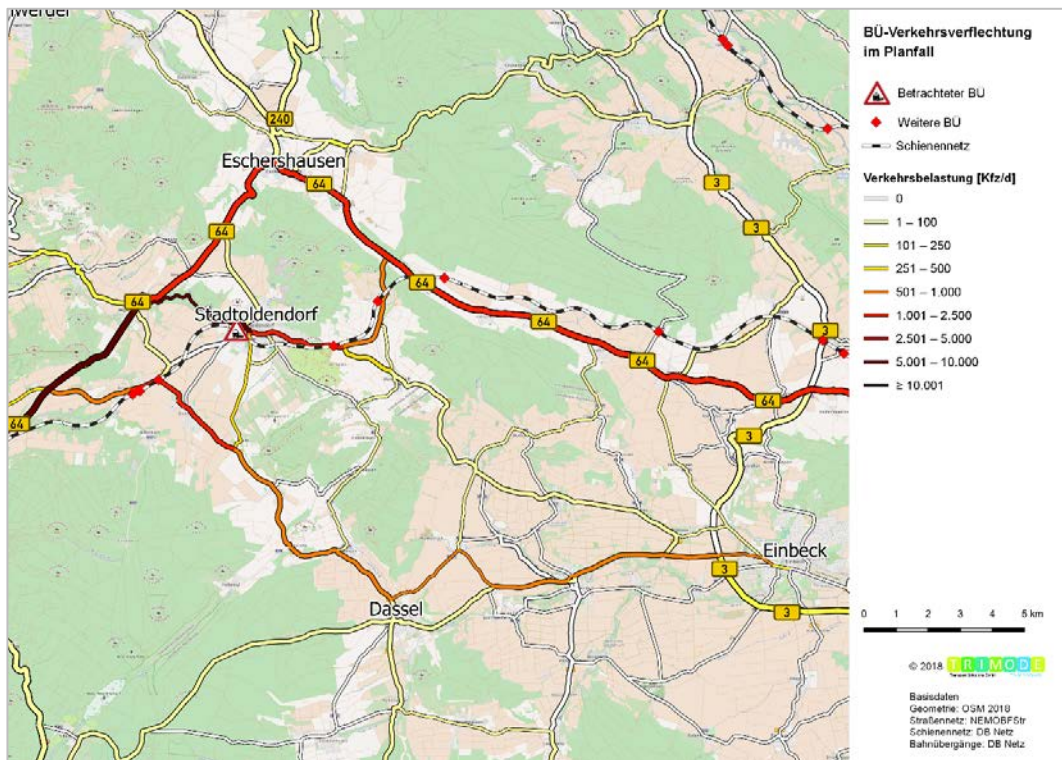 240
Eschershausen
64
64
64
64
Stadtoldendorf
64
64
64
64
3
3
3
3
3
3
Einbeck
Dassel
BÜ-Verkehrsverflechtung
im Planfall
Betrachteter BÜ
Weitere BÜ
Schienennetz
Verkehrsbelastung [Kfz/d]
0
1 – 100
101 – 250
251 – 500
501 – 1.000
1.001 – 2.500
2.501 – 5.000
5.001 – 10.000
≥ 10.001
0 1 2 3 4 5 km
© 2018 TRIMODE
Basisdaten
Geometrie: OSM 2018
Straßennetz: NEMOBFStr
Schienennetz: DB Netz
Bahnübergänge: DB Netz